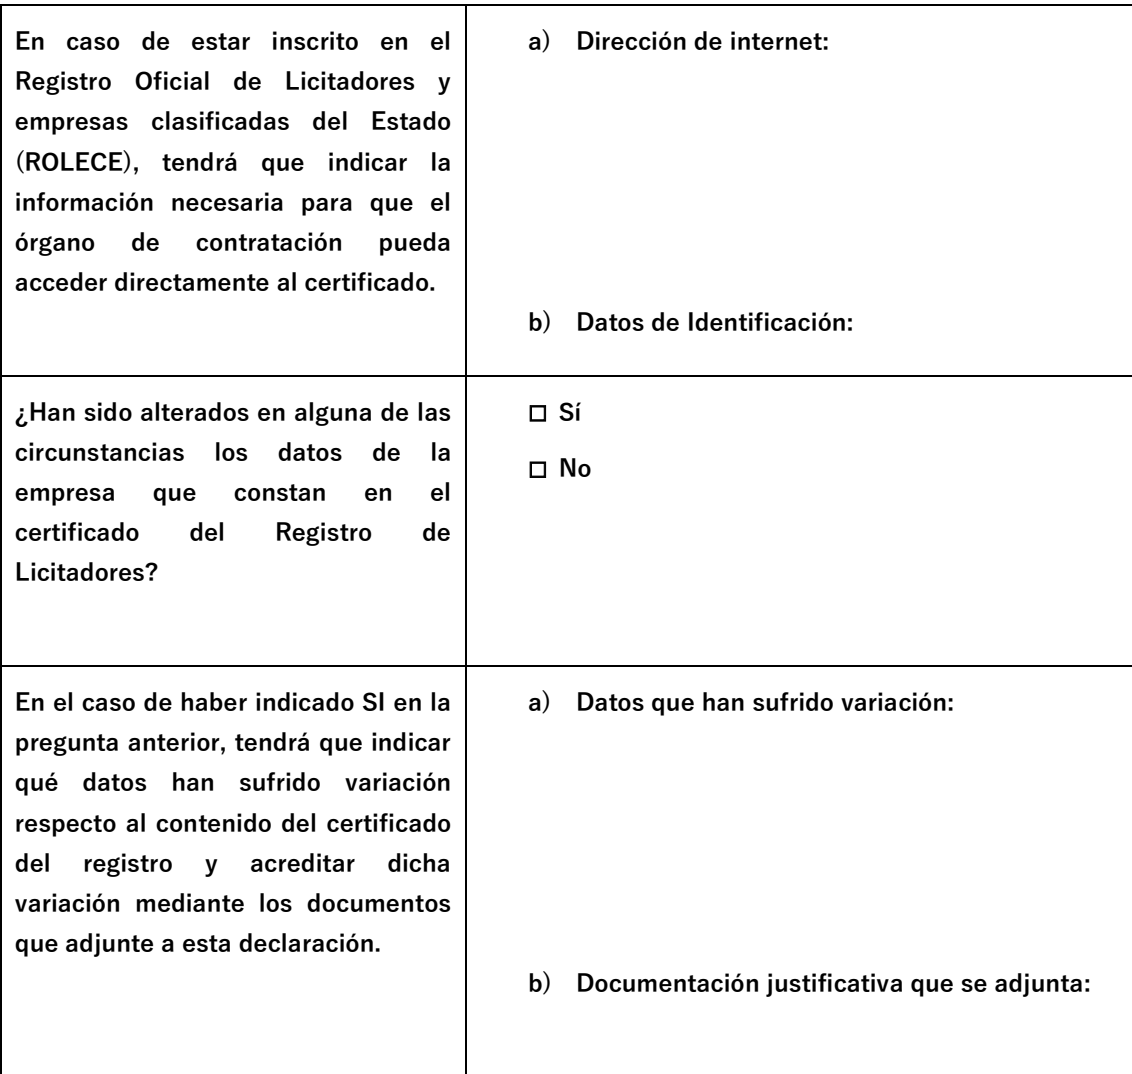 En caso de estar inscrito en el
Registro Oficial de Licitadores y
empresas clasificadas del Estado
(ROLECE), tendrá que indicar la
información necesaria para que el
órgano de contratación pueda
acceder directamente al certificado.
a) Dirección de internet:
b) Datos de Identificación:
¿Han sido alterados en alguna de las
circunstancias los datos de la
empresa que constan en el
certificado del Registro de
Licitadores?
☐ Sí
☐ No
En el caso de haber indicado SI en la
pregunta anterior, tendrá que indicar
qué datos han sufrido variación
respecto al contenido del certificado
del registro y acreditar dicha
variación mediante los documentos
que adjunte a esta declaración.
a) Datos que han sufrido variación:
b) Documentación justificativa que se adjunta: